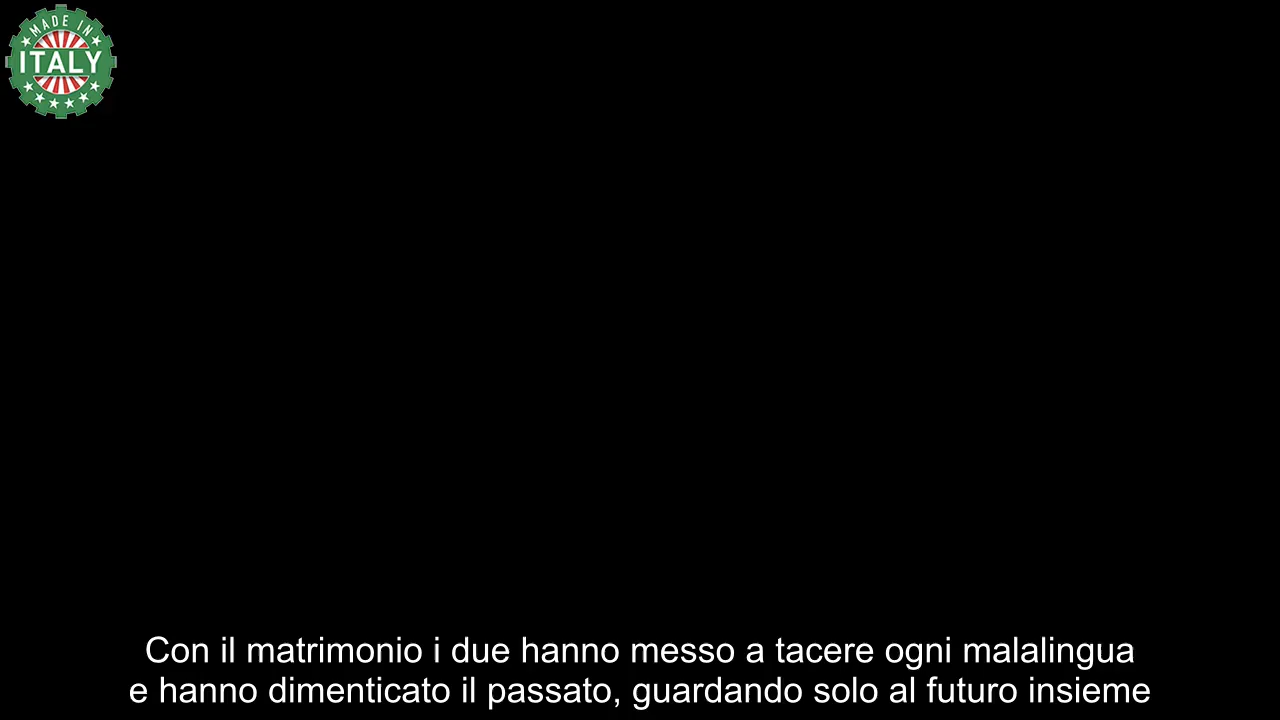 MADE IN
ITALY
Con il matrimonio i due hanno messo a tacere ogni malalingua
e hanno dimenticato il passato, guardando solo al futuro insieme